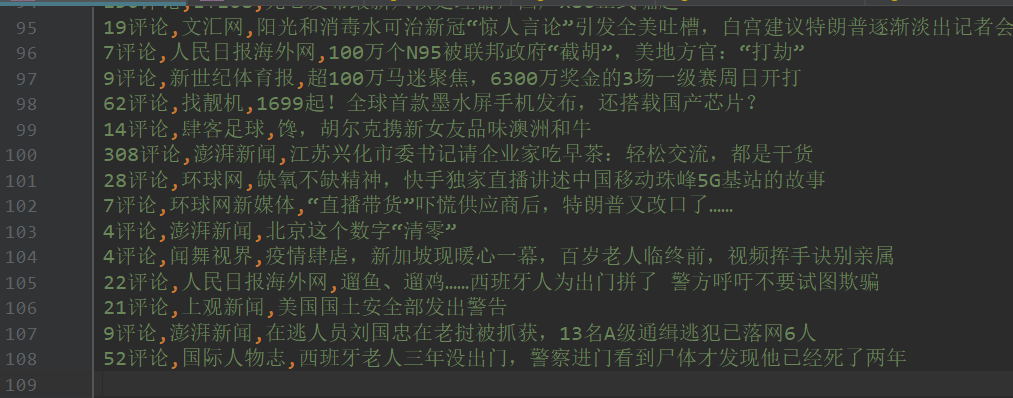 95 19评论,文汇网,阳光和消毒水可治新冠“惊人言论”引发全美吐槽，白宫建议特朗普逐渐淡出记者会
96 7评论,人民日报海外网,100万个N95被联邦政府“截胡”，美地方官：“打劫”
97 9评论,新世纪体育报,超100万马迷聚焦，6300万奖金的3场一级赛周日开打
98 62评论,找靓机,1699起！全球首款墨水屏手机发布，还搭载国产芯片？
99 14评论,肆客足球,馋，胡尔克携新女友品味澳洲和牛
100 308评论,澎湃新闻,江苏兴化市委书记请企业家吃早茶：轻松交流，都是干货
101 28评论,环球网,缺氧不缺精神，快手独家直播讲述中国移动珠峰5G基站的故事
102 7评论,环球网新媒体,“直播带货”吓慌供应商后，特朗普又改口了……
103 4评论,澎湃新闻,北京这个数字“清零”
104 4评论,闻舞视界,疫情肆虐，新加坡现暖心一幕，百岁老人临终前，视频挥手诀别亲属
105 22评论,人民日报海外网,遛鱼、遛鸡……西班牙人为出门拼了 警方呼吁不要试图欺骗
106 21评论,上观新闻,美国国土安全部发出警告
107 9评论,澎湃新闻,在逃人员刘国忠在老挝被抓获，13名A级通缉逃犯已落网6人
108 52评论,国际人物志,西班牙老人三年没出门，警察进门看到尸体才发现他已经死了两年
109